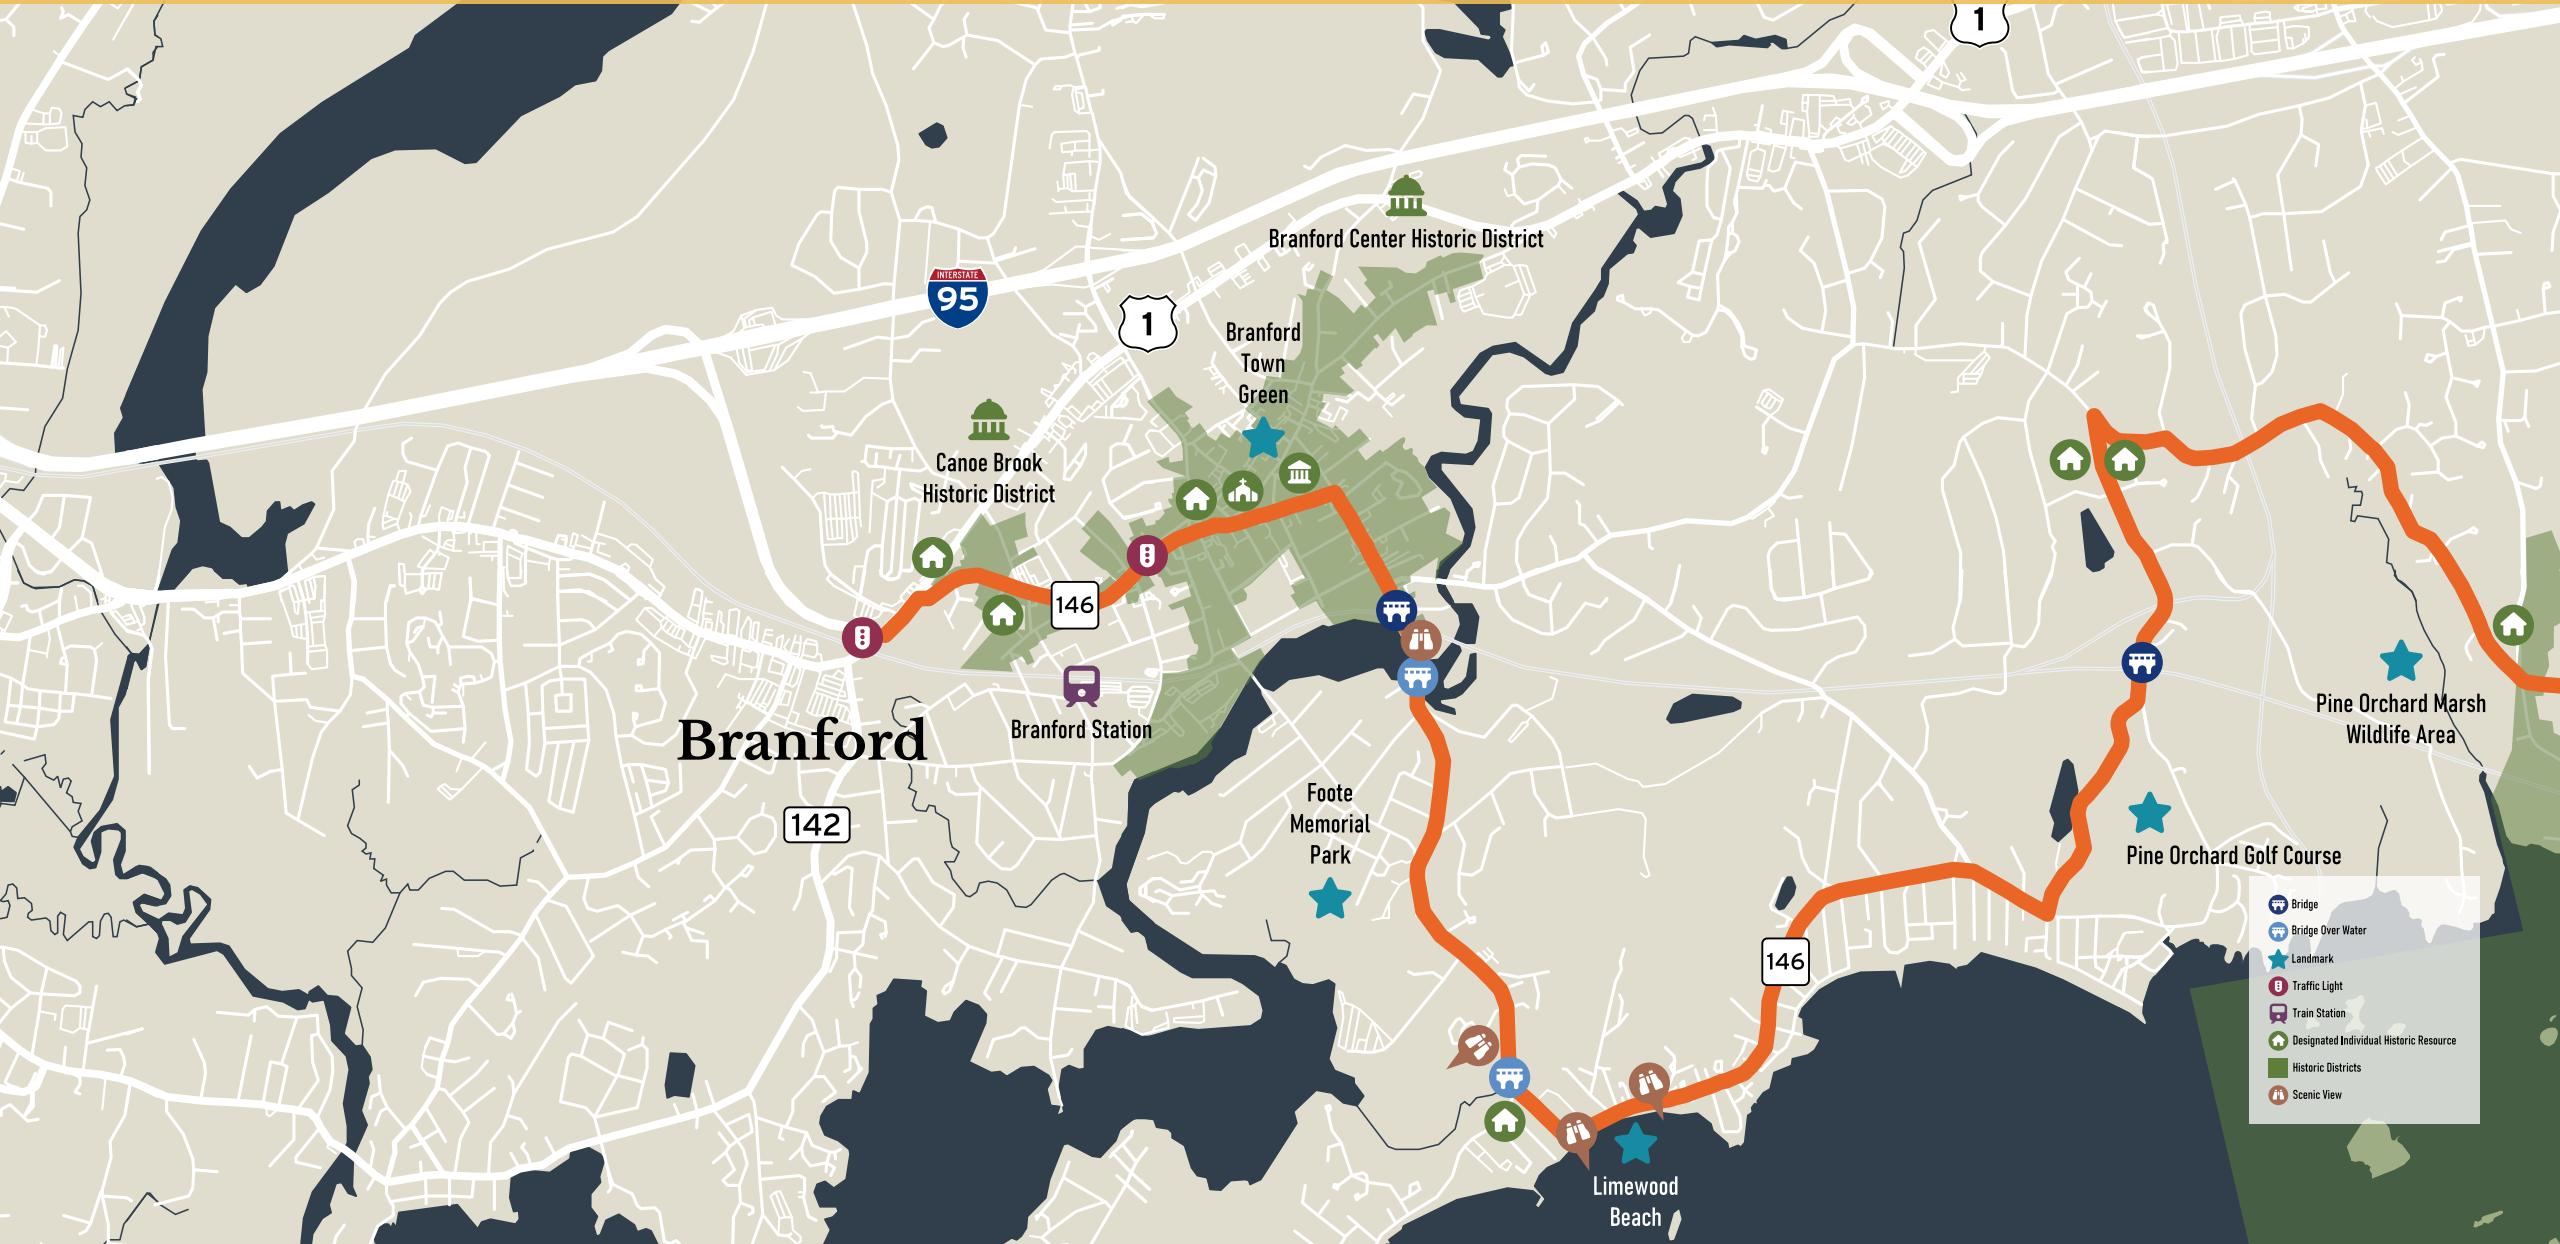 1
Branford Center Historic District
INTERSTATE
95
1
Branford
Town
Green
Canoe Brook
Historic District
146
Branford Station
Branford
142
Foote
Memorial
Park
Pine Orchard Marsh
Wildlife Area
Pine Orchard Golf Course
146
Limewood
Beach
Bridge
Bridge Over Water
Landmark
Traffic Light
Train Station
Designated Individual Historic Resource
Historic Districts
Scenic View